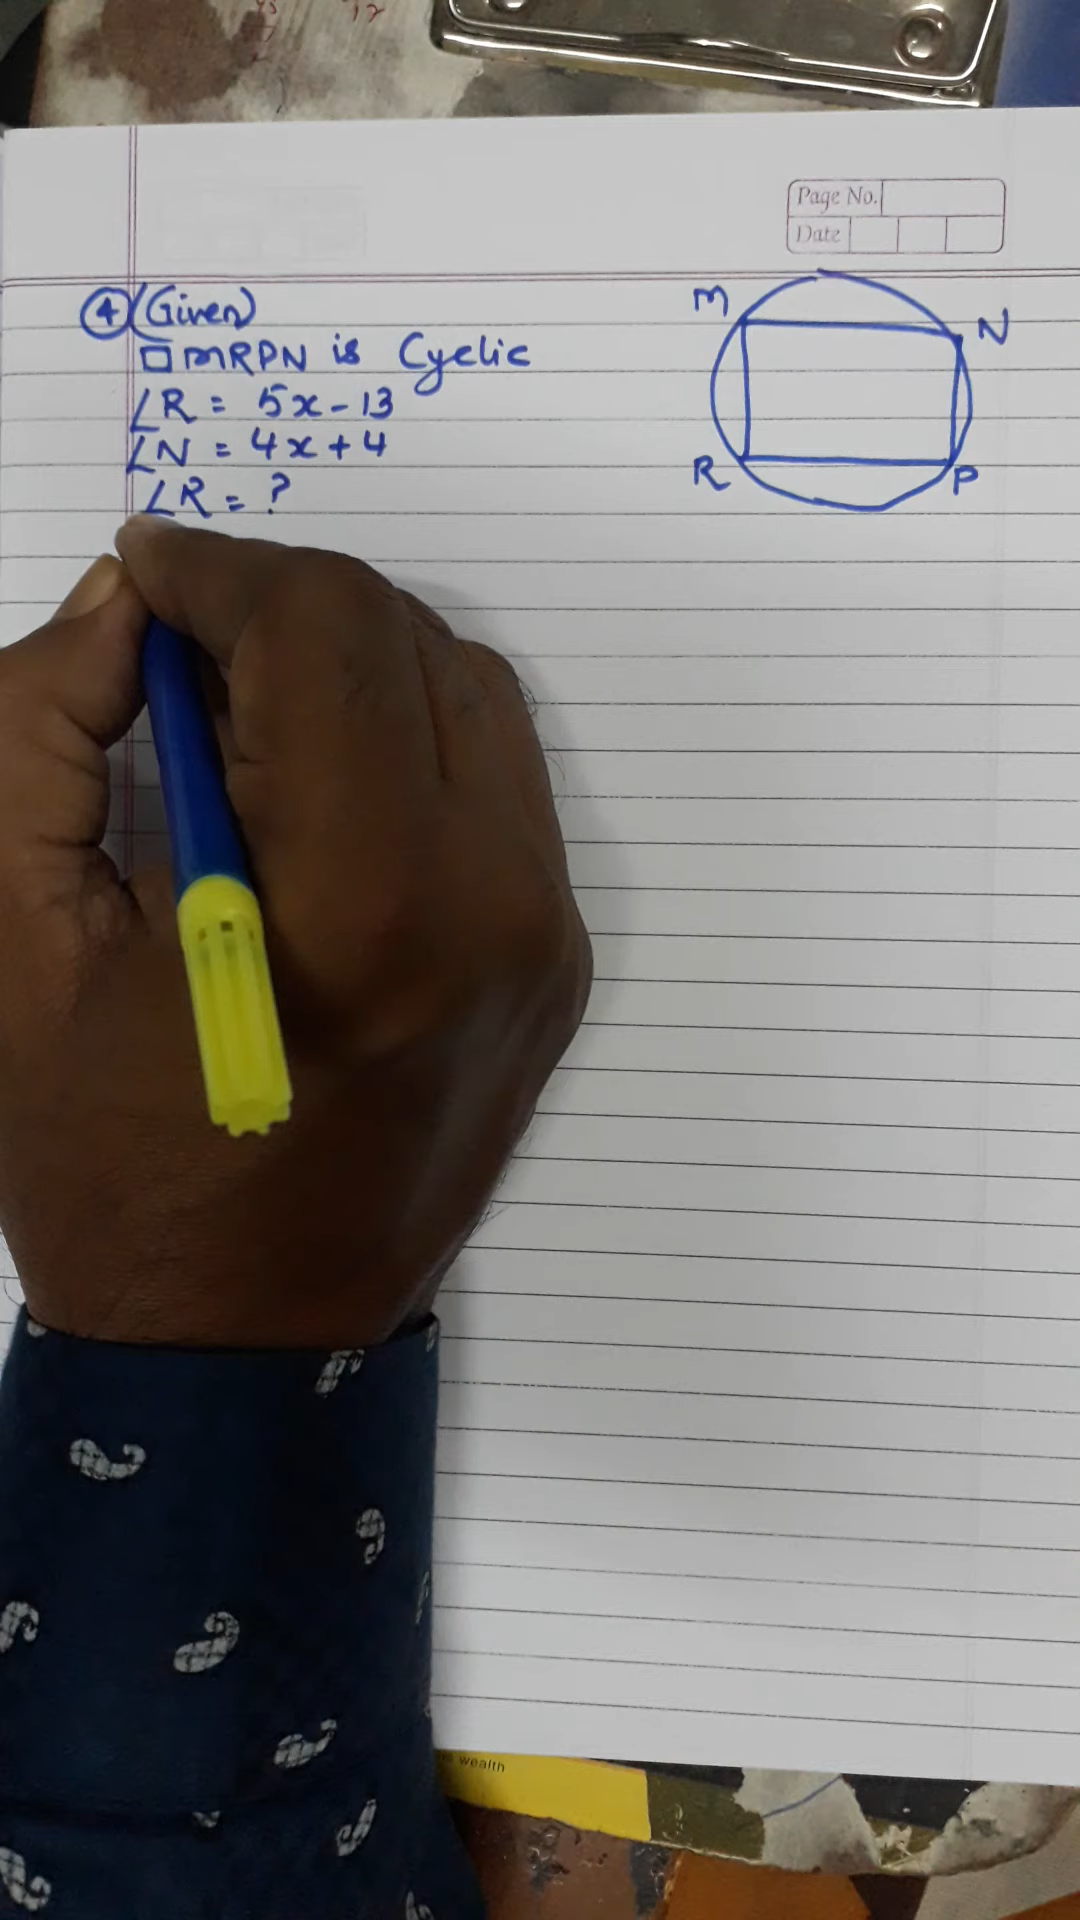 Page No.
Date
④ (Given)
□ MRPN is Cyclic
∠R = 5x - 13
∠N = 4x + 4
∠R = ?
M
N
R
P
wealth